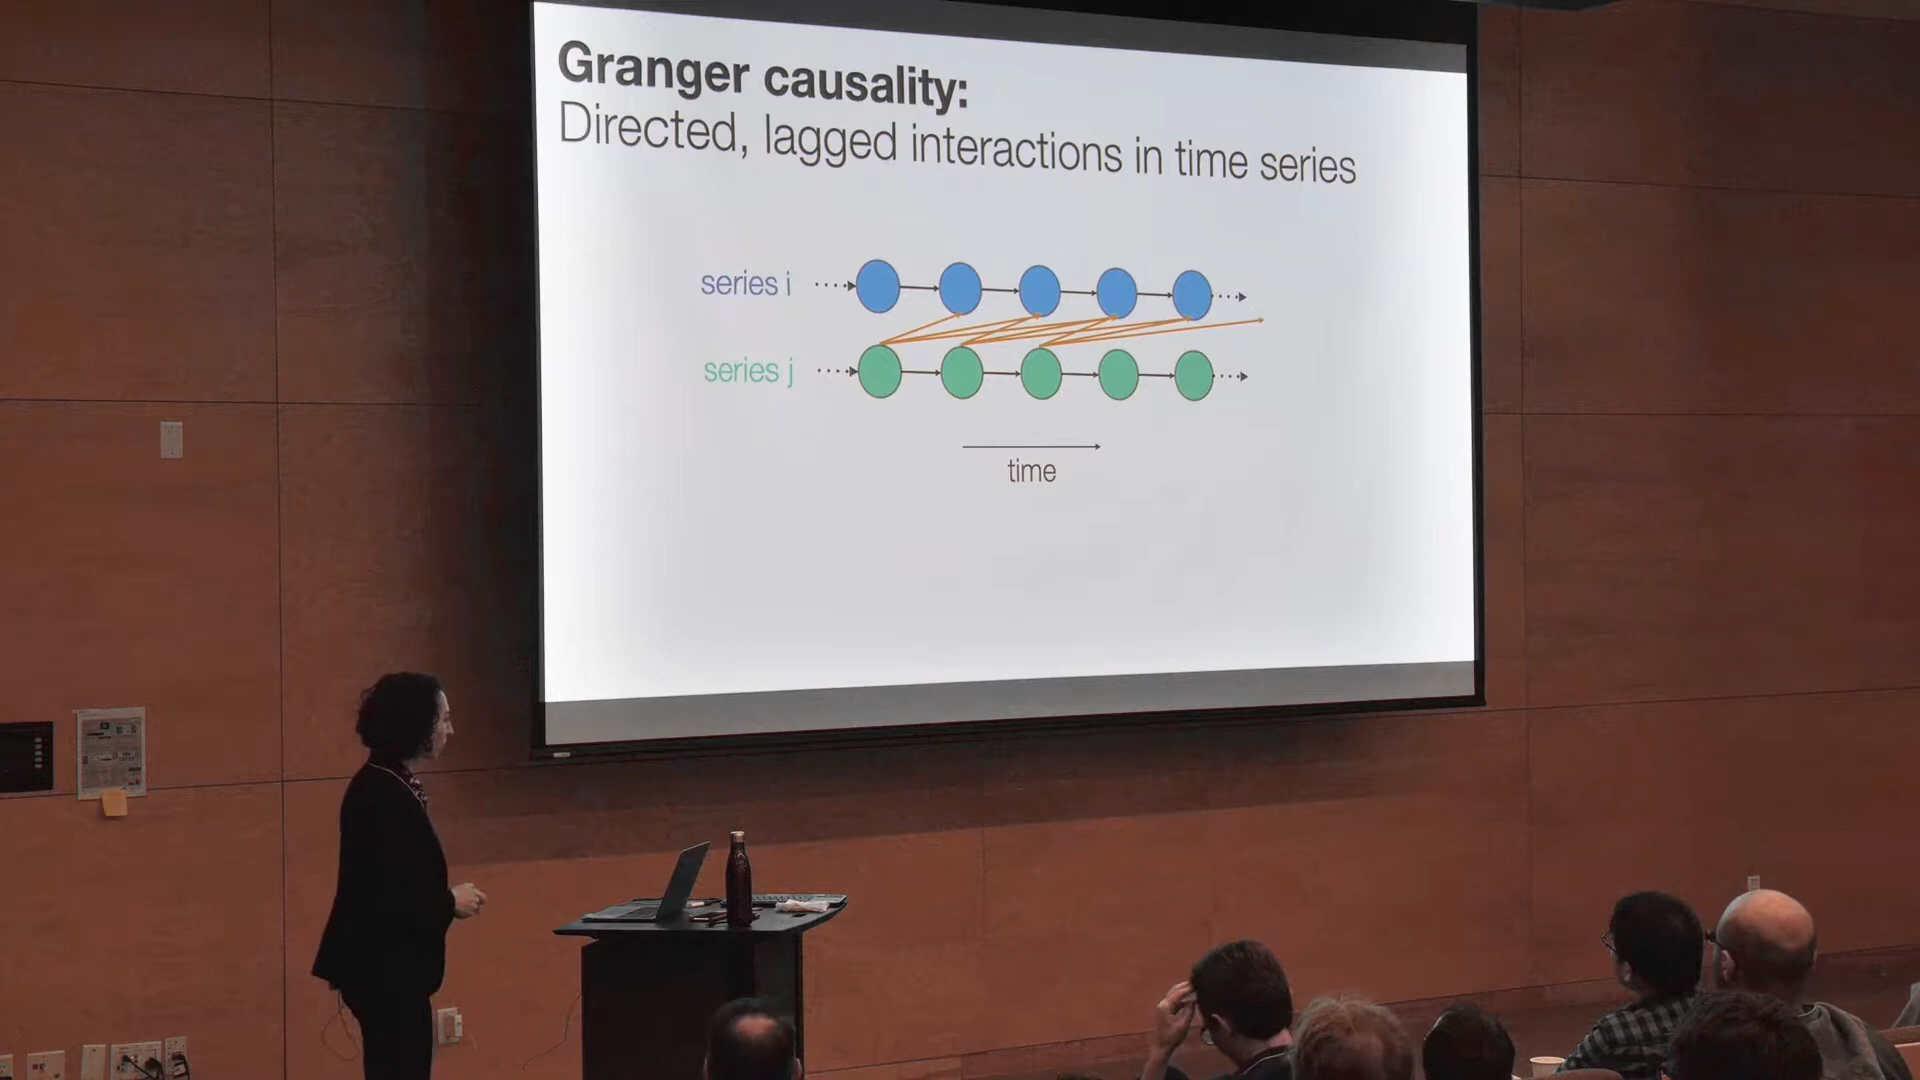 Granger causality:
Directed, lagged interactions in time series
series i
series j
time